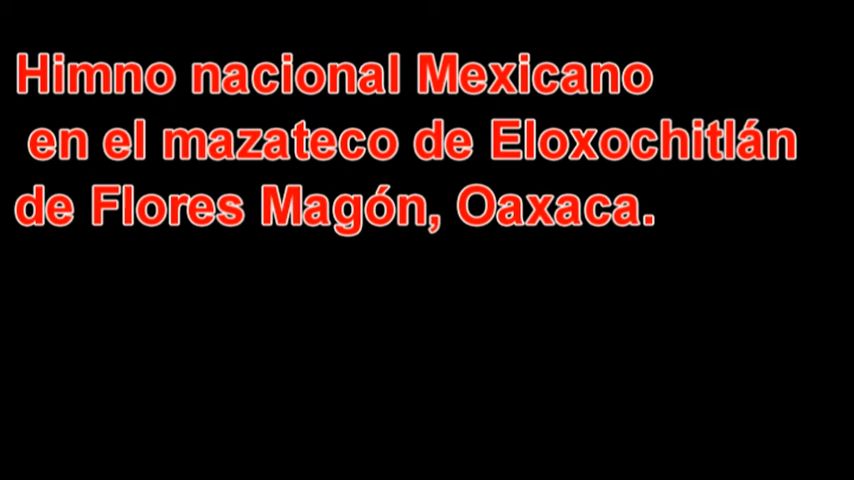 Himno nacional Mexicano
en el mazateco de Eloxochitlán
de Flores Magón, Oaxaca.